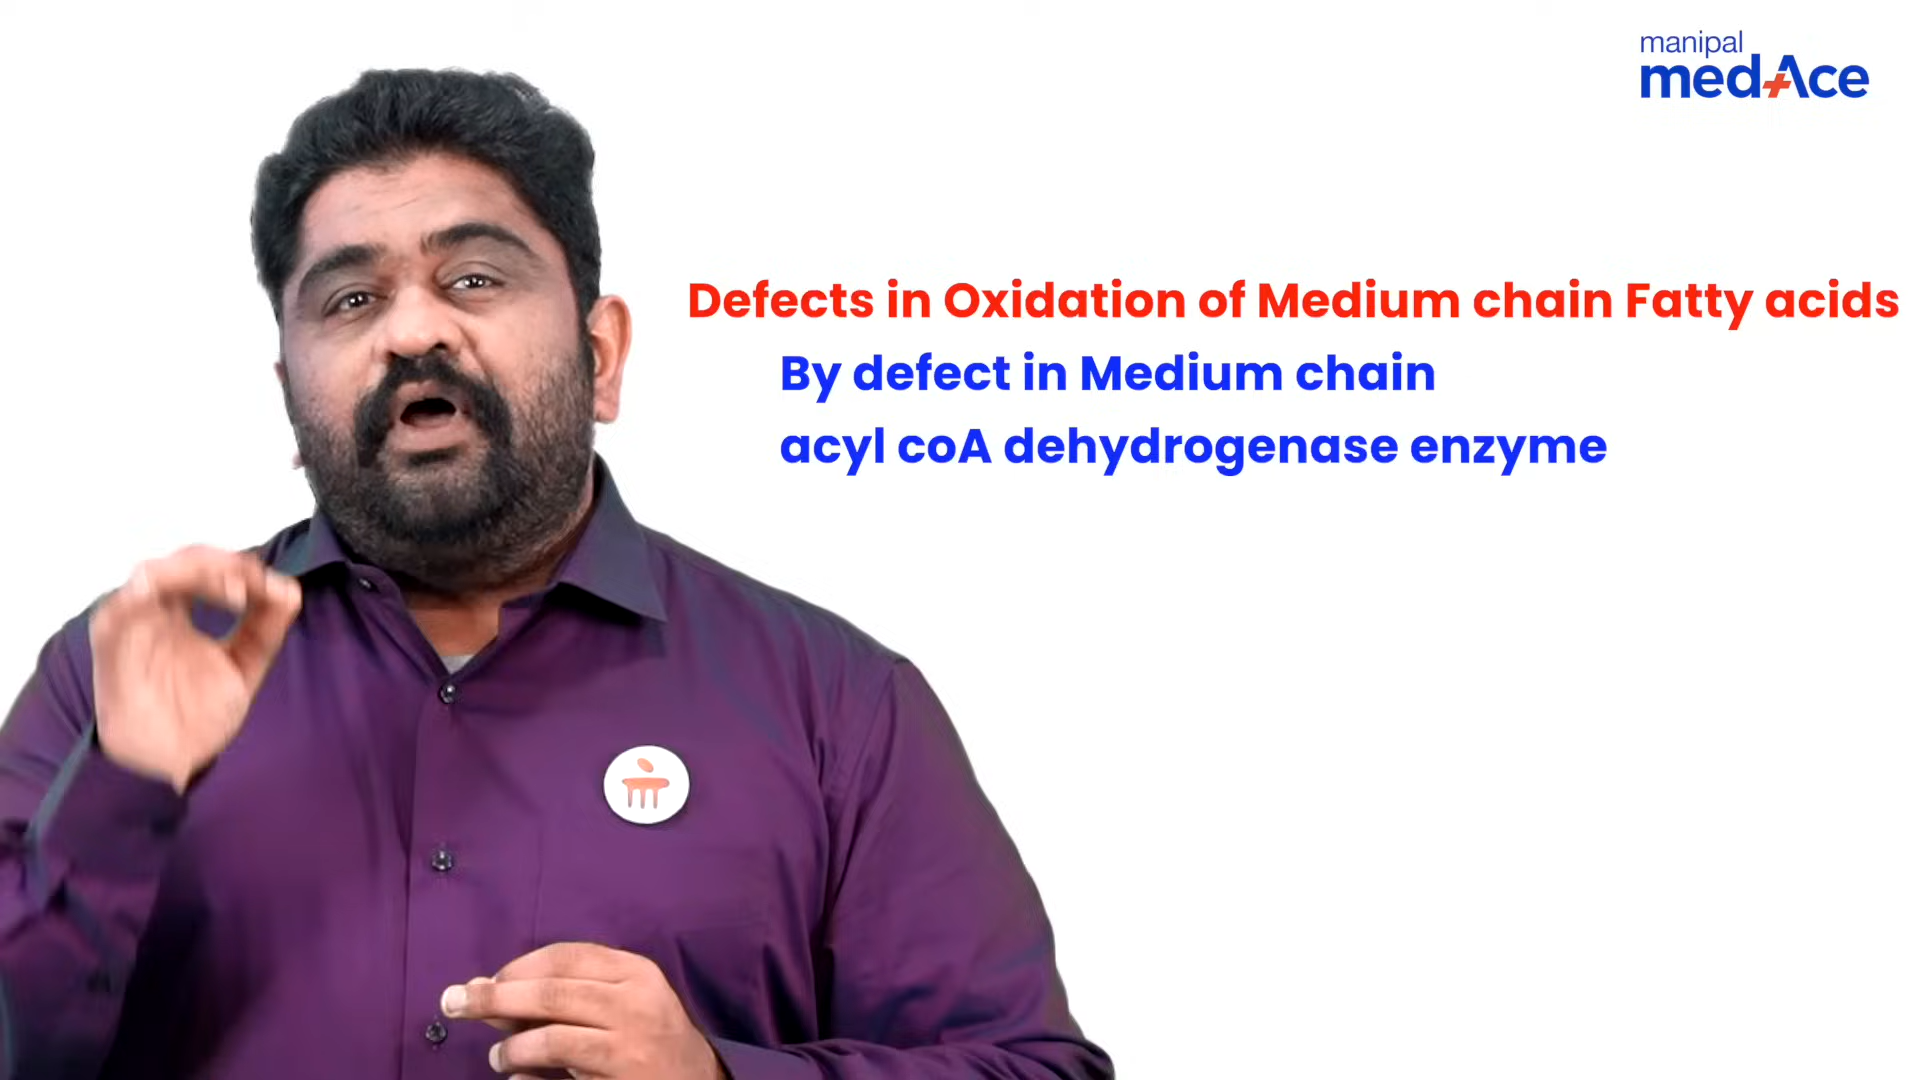 manipal
medAce
Defects in Oxidation of Medium chain Fatty acids
By defect in Medium chain
acyl coA dehydrogenase enzyme